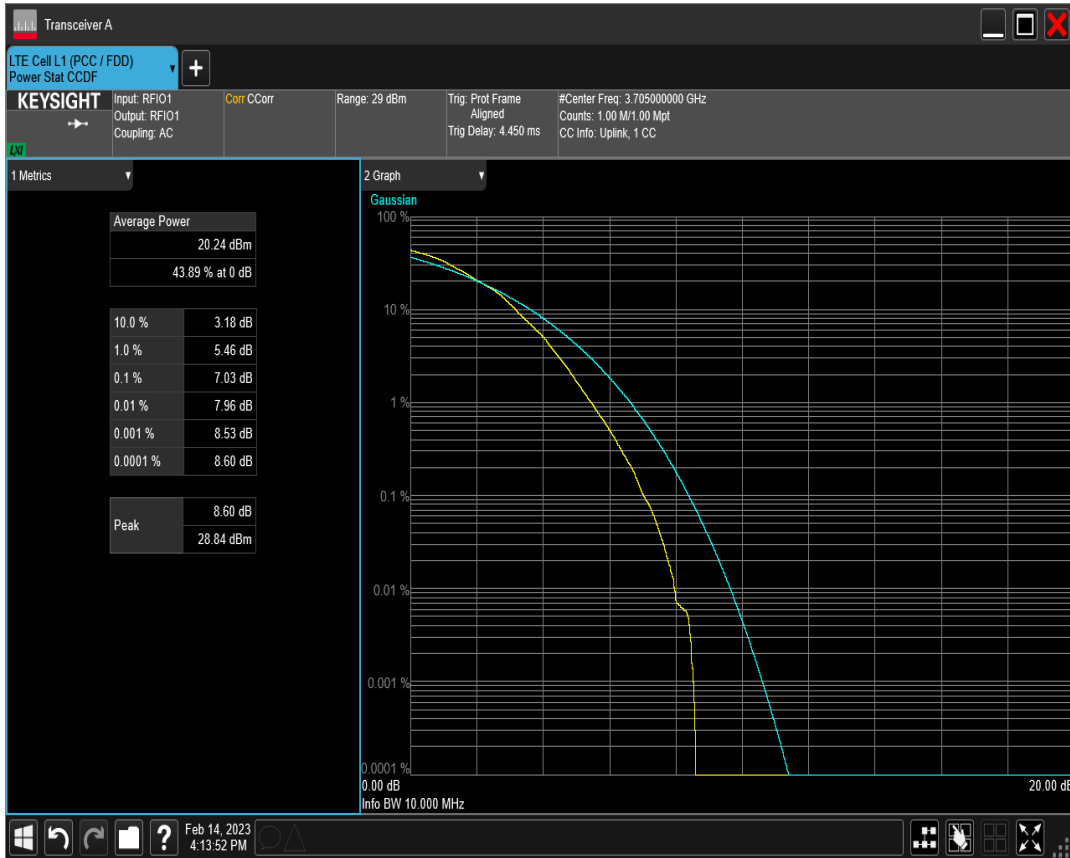 Transceiver A
LTE Cell L1 (PCC / FDD)
Power Stat CCDF
+
KEYSIGHT
Input: RFIO1
Output: RFIO1
Coupling: AC
Corr CCorr
Range: 29 dBm
Trig: Prot Frame
Aligned
Trig Delay: 4.450 ms
#Center Freq: 3.705000000 GHz
Counts: 1.00 M/1.00 Mpt
CC Info: Uplink, 1 CC
LXI
1 Metrics
Average Power
20.24 dBm
43.89 % at 0 dB
10.0 % 3.18 dB
1.0 % 5.46 dB
0.1 % 7.03 dB
0.01 % 7.96 dB
0.001 % 8.53 dB
0.0001 % 8.60 dB
Peak
8.60 dB
28.84 dBm
2 Graph
Gaussian
100 %
10 %
1 %
0.1 %
0.01 %
0.001 %
0.0001 %
0.00 dB
20.00 dB
Info BW 10.000 MHz
?
Feb 14, 2023
4:13:52 PM